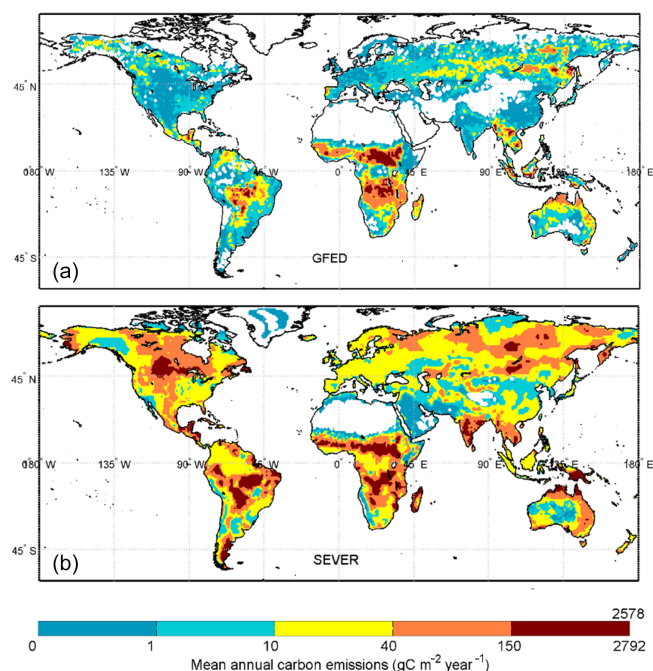 (a)
45° N
0°
180° W
135° W
90° W
45° W
0°
45° E
90° E
135° E
180° E
45° S
GFED
(b)
45° N
0°
180° W
135° W
90° W
45° W
0°
45° E
90° E
135° E
180° E
45° S
SEVER
2578
0 1 10 40 150 2792
Mean annual carbon emissions (gC m⁻² year⁻¹)